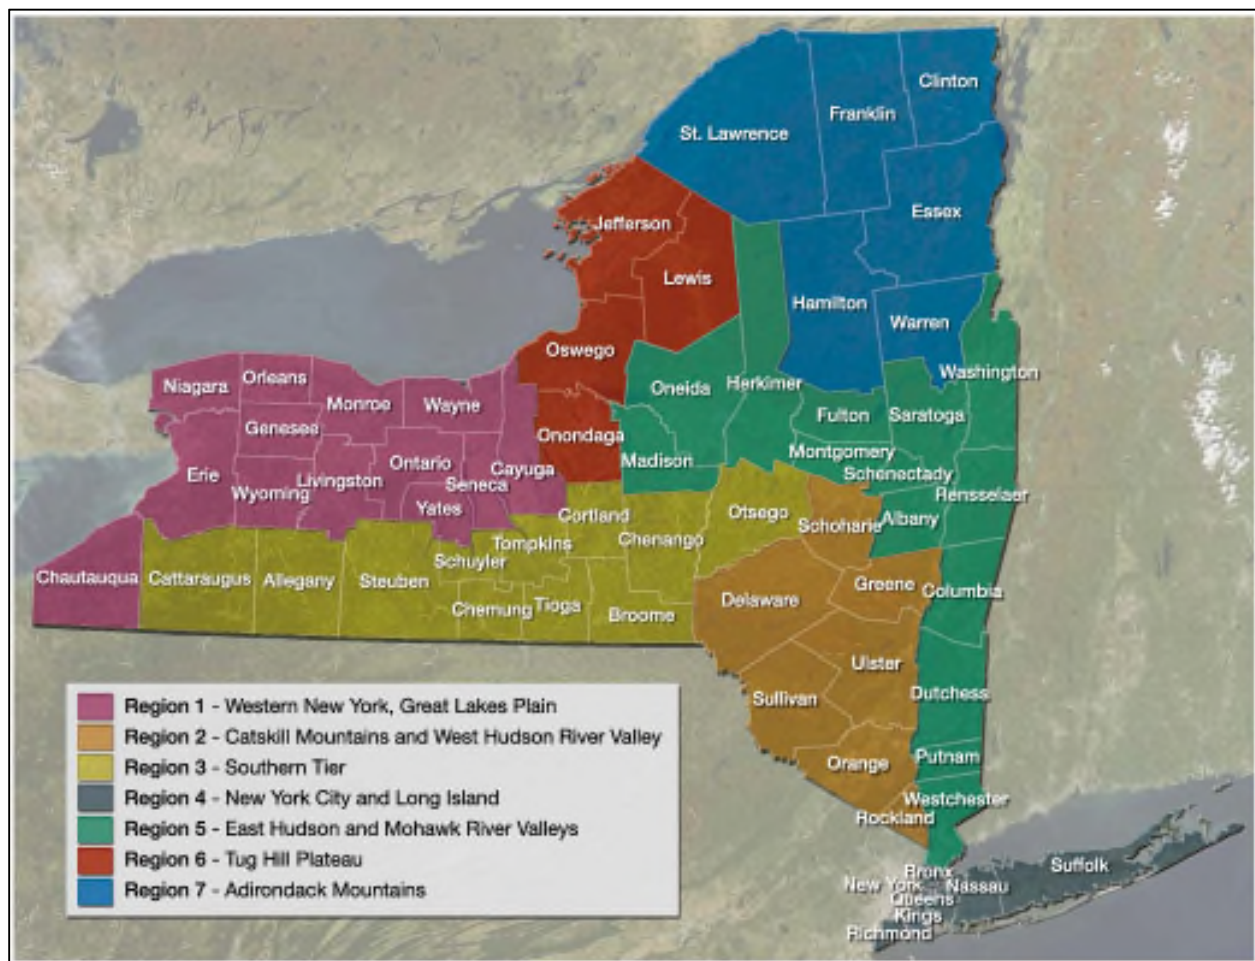 Clinton
Franklin
St. Lawrence
Essex
Jefferson
Lewis
Hamilton
Warren
Oswego
Washington
Niagara
Orleans
Oneida
Herkimer
Monroe
Wayne
Fulton
Saratoga
Genesee
Onondaga
Montgomery
Madison
Ontario
Cayuga
Schenectady
Erie
Livingston
Seneca
Wyoming
Rensselaer
Yates
Otsego
Cortland
Schoharie
Albany
Chenango
Tompkins
Schuyler
Chautauqua
Cattaraugus
Allegany
Steuben
Greene
Columbia
Delaware
Chemung
Tioga
Broome
Ulster
Dutchess
Sullivan
Orange
Putnam
Westchester
Rockland
Suffolk
Bronx
New York
Nassau
Queens
Kings
Richmond
Region 1 - Western New York, Great Lakes Plain
Region 2 - Catskill Mountains and West Hudson River Valley
Region 3 - Southern Tier
Region 4 - New York City and Long Island
Region 5 - East Hudson and Mohawk River Valleys
Region 6 - Tug Hill Plateau
Region 7 - Adirondack Mountains